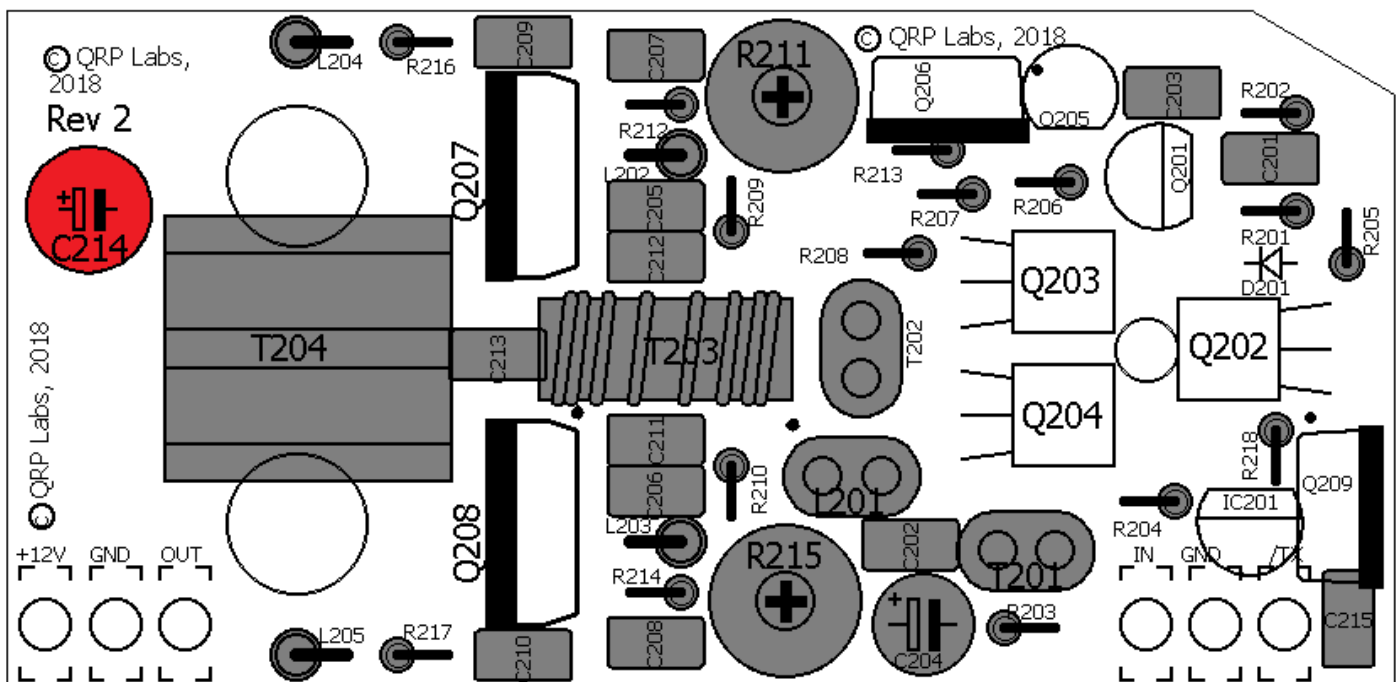 © QRP Labs,
2018
Rev 2
+
C214
L204
R216
C209
C207
R211
© QRP Labs, 2018
Q206
Q205
C203
R202
Q207
R212
L202
R213
Q201
C201
R209
R207
R206
C205
R201
R205
C212
R208
Q203
D201
T204
C213
T203
T202
Q202
© QRP Labs, 2018
Q204
C211
R210
R218
C206
L201
Q209
Q208
L203
C202
R204
IC201
+12V
GND
OUT
R214
R215
T201
IN
GND
/TX
+
R203
L205
R217
C210
C208
C204
C215